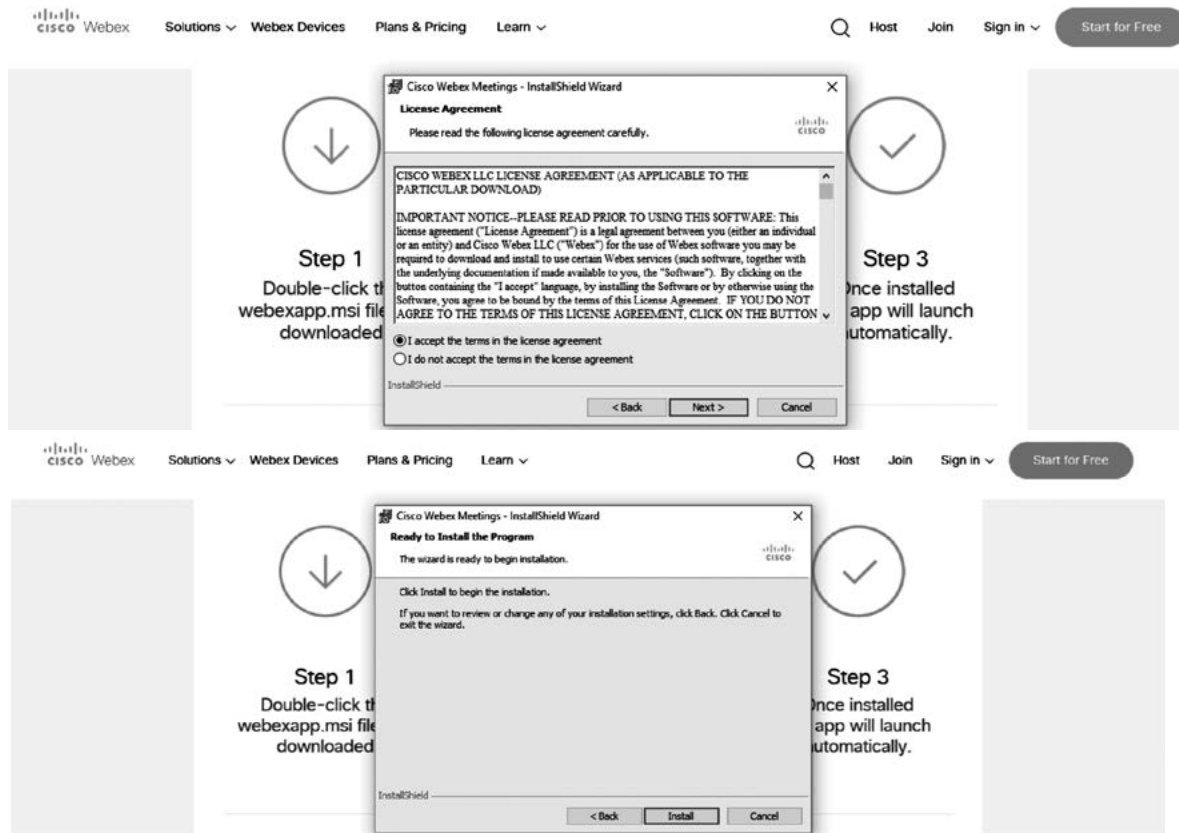 cisco Webex Solutions Webex Devices Plans & Pricing Learn Host Join Sign in Start for Free
Cisco Webex Meetings - InstallShield Wizard
License Agreement
Please read the following license agreement carefully.
cisco
CISCO WEBEX LLC LICENSE AGREEMENT (AS APPLICABLE TO THE
PARTICULAR DOWNLOAD)
IMPORTANT NOTICE--PLEASE READ PRIOR TO USING THIS SOFTWARE: This
license agreement ("License Agreement") is a legal agreement between you (either an individual
or an entity) and Cisco Webex LLC ("Webex") for the use of Webex software you may be
required to download and install to use certain Webex services (such software, together with
the underlying documentation if made available to you, the "Software"). By clicking on the
button containing the "I accept" language, by installing the Software or by otherwise using the
Software, you agree to be bound by the terms of this License Agreement. IF YOU DO NOT
AGREE TO THE TERMS OF THIS LICENSE AGREEMENT, CLICK ON THE BUTTON
I accept the terms in the license agreement
I do not accept the terms in the license agreement
InstallShield
< Back Next > Cancel
Step 1
Double-click
webexapp.msi
downloaded
Step 3
Once installed
app will launch
automatically.
cisco Webex Solutions Webex Devices Plans & Pricing Learn Host Join Sign in Start for Free
Cisco Webex Meetings - InstallShield Wizard
Ready to Install the Program
The wizard is ready to begin installation.
cisco
Click Install to begin the installation.
If you want to review or change any of your installation settings, click Back. Click Cancel to
exit the wizard.
InstallShield
< Back Install Cancel
Step 1
Double-click
webexapp.msi
downloaded
Step 3
Once installed
app will launch
automatically.